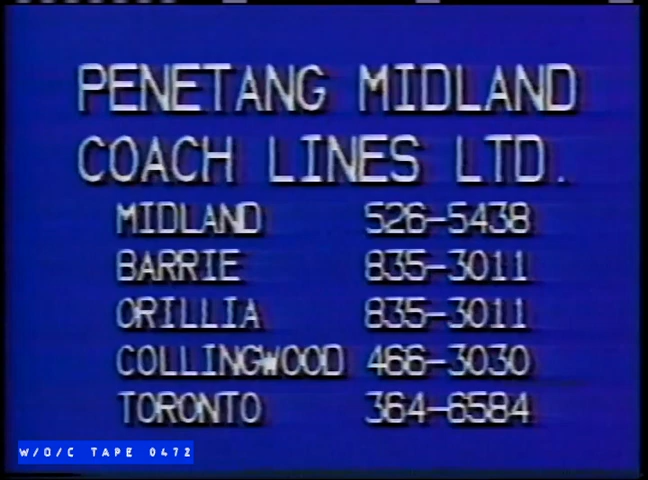 PENETANG MIDLAND
COACH LINES LTD.
MIDLAND 526-5438
BARRIE 835-3011
ORILLIA 835-3011
COLLINGWOOD 466-3030
TORONTO 364-6584
W/O/C TAPE 0472